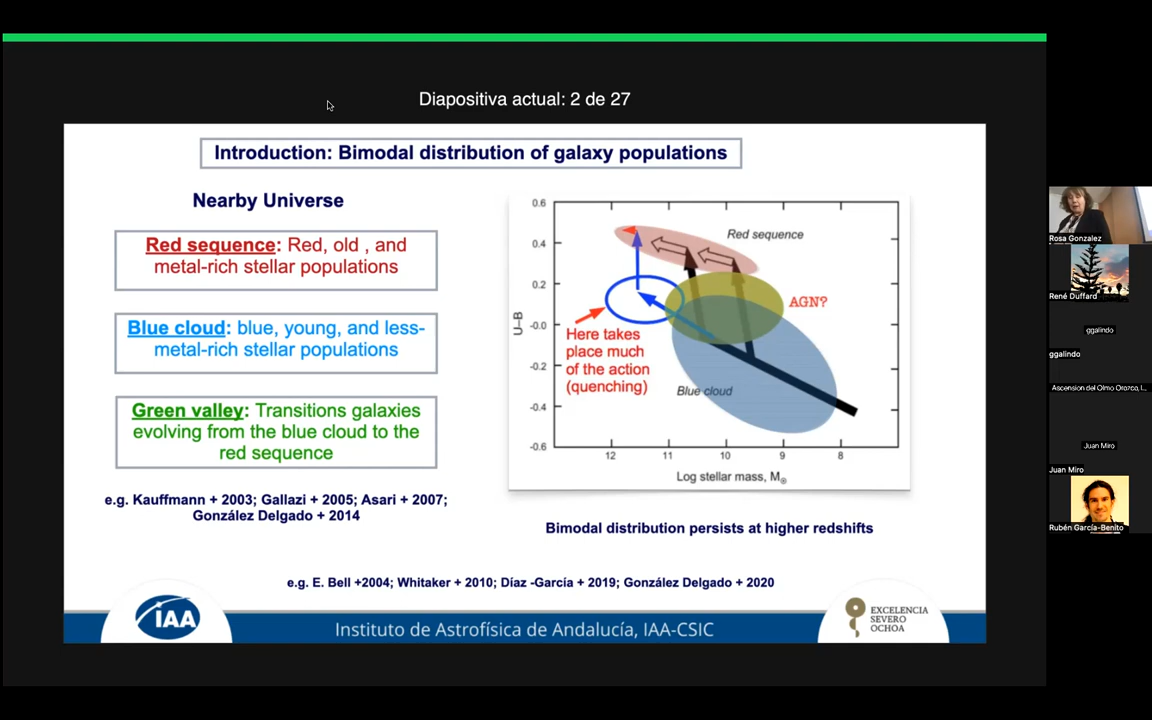 Diapositiva actual: 2 de 27
Introduction: Bimodal distribution of galaxy populations
Nearby Universe
Red sequence: Red, old , and
metal-rich stellar populations
Blue cloud: blue, young, and less-
metal-rich stellar populations
Green valley: Transitions galaxies
evolving from the blue cloud to the
red sequence
e.g. Kauffmann + 2003; Gallazi + 2005; Asari + 2007;
González Delgado + 2014
0.6
0.4
0.2
-0.0
-0.2
-0.4
-0.6
U–B
Red sequence
AGN?
Here takes
place much
of the action
(quenching)
Blue cloud
12
11
10
9
8
Log stellar mass, M⊙
Bimodal distribution persists at higher redshifts
e.g. E. Bell +2004; Whitaker + 2010; Díaz -García + 2019; González Delgado + 2020
IAA
Instituto de Astrofísica de Andalucía, IAA-CSIC
EXCELENCIA
SEVERO
OCHOA
Rosa Gonzalez
René Duffard
ggalindo
ggalindo
Ascension del Olmo Orozco, I...
Juan Miro
Juan Miro
Rubén García-Benito